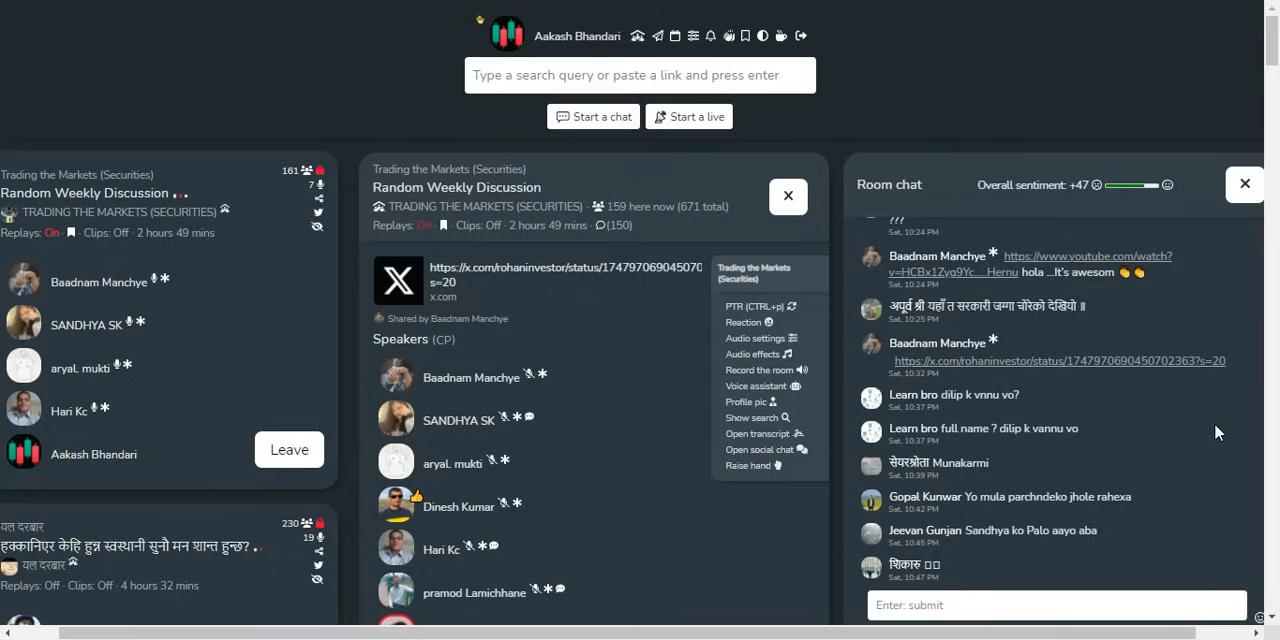 Aakash Bhandari
Type a search query or paste a link and press enter
Start a chat
Start a live
Trading the Markets (Securities)
161
Random Weekly Discussion
7
TRADING THE MARKETS (SECURITIES)
Replays: On · Clips: Off · 2 hours 49 mins
Baadnam Manchye
SANDHYA SK
aryal. mukti
Hari Kc
Aakash Bhandari
Leave
यल दरबार
230
19
हक्कानिएर केहि हुन्न स्वस्थानी सुनौ मन शान्त हुन्छ?
यल दरबार
Replays: Off · Clips: Off · 4 hours 32 mins
Trading the Markets (Securities)
Random Weekly Discussion
TRADING THE MARKETS (SECURITIES) · 159 here now (671 total)
Replays: On · Clips: Off · 2 hours 49 mins · (150)
https://x.com/rohaninvestor/status/174797069045070
s=20
x.com
Shared by Baadnam Manchye
Speakers (CP)
Baadnam Manchye
SANDHYA SK
aryal. mukti
Dinesh Kumar
Hari Kc
pramod Lamichhane
Trading the Markets
(Securities)
PTR (CTRL+p)
Reaction
Audio settings
Audio effects
Record the room
Voice assistant
Profile pic
Show search
Open transcript
Open social chat
Raise hand
Room chat
Overall sentiment: +47
???
Sat, 10:24 PM
Baadnam Manchye https://www.youtube.com/watch?
v=HCBx1Zyg9Yc....Hernu hola ...It's awesom 👏👏
Sat, 10:24 PM
अपूर्व श्री यहाँ त सरकारी जग्गा चोरेको देखियो ॥
Sat, 10:25 PM
Baadnam Manchye
https://x.com/rohaninvestor/status/1747970690450702363?s=20
Sat, 10:32 PM
Learn bro dilip k vnnu vo?
Sat, 10:37 PM
Learn bro full name ? dilip k vannu vo
Sat, 10:37 PM
सेयरश्रोता Munakarmi
Sat, 10:39 PM
Gopal Kunwar Yo mula parchndeko jhole rahexa
Sat, 10:42 PM
Jeevan Gunjan Sandhya ko Palo aayo aba
Sat, 10:45 PM
शिकारु
Sat, 10:47 PM
Enter: submit